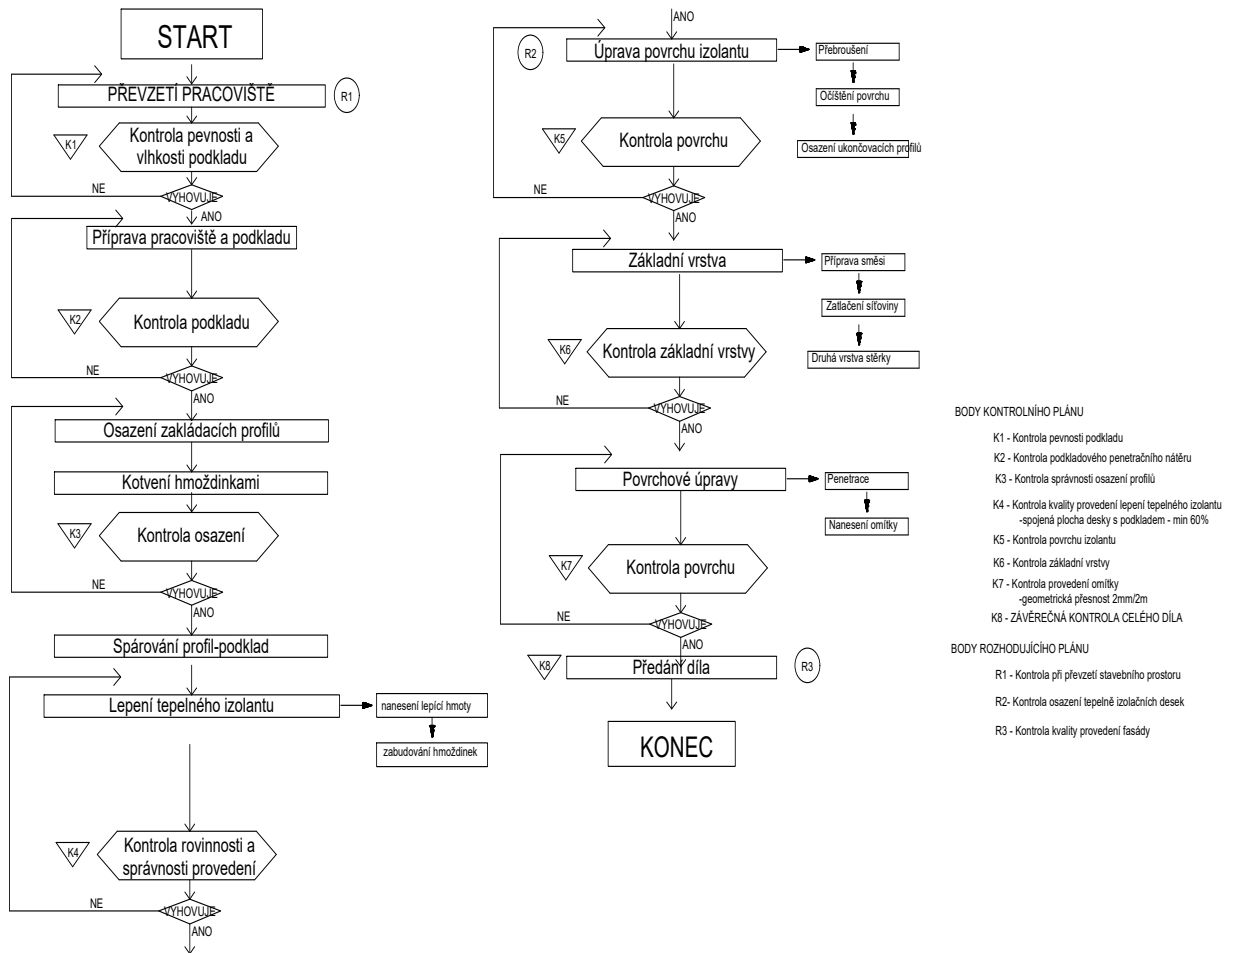 START
PŘEVZETÍ PRACOVIŠTĚ
R1
K1
Kontrola pevnosti a
vlhkosti podkladu
NE
VYHOVUJE
ANO
Příprava pracoviště a podkladu
K2
Kontrola podkladu
NE
VYHOVUJE
ANO
Osazení zakládacích profilů
Kotvení hmoždinkami
K3
Kontrola osazení
NE
VYHOVUJE
ANO
Spárování profil-podklad
Lepení tepelného izolantu
nanesení lepící hmoty
zabudování hmoždinek
K4
Kontrola rovinnosti a
správnosti provedení
NE
VYHOVUJE
ANO
ANO
R2
Úprava povrchu izolantu
Přebroušení
Očíštění povrchu
Osazení ukončovacích profilů
K5
Kontrola povrchu
NE
VYHOVUJE
ANO
Základní vrstva
Příprava směsi
Zatlačení síťoviny
Druhá vrstva stěrky
K6
Kontrola základní vrstvy
NE
VYHOVUJE
ANO
Povrchové úpravy
Penetrace
Nanesení omítky
K7
Kontrola povrchu
NE
VYHOVUJE
ANO
K8
Předání díla
R3
KONEC
BODY KONTROLNÍHO PLÁNU
K1 - Kontrola pevnosti podkladu
K2 - Kontrola podkladového penetračního nátěru
K3 - Kontrola správnosti osazení profilů
K4 - Kontrola kvality provedení lepení tepelného izolantu
-spojená plocha desky s podkladem - min 60%
K5 - Kontrola povrchu izolantu
K6 - Kontrola základní vrstvy
K7 - Kontrola provedení omítky
-geometrická přesnost 2mm/2m
K8 - ZÁVĚREČNÁ KONTROLA CELÉHO DÍLA
BODY ROZHODUJÍCÍHO PLÁNU
R1 - Kontrola při převzetí stavebního prostoru
R2- Kontrola osazení tepelně izolačních desek
R3 - Kontrola kvality provedení fasády